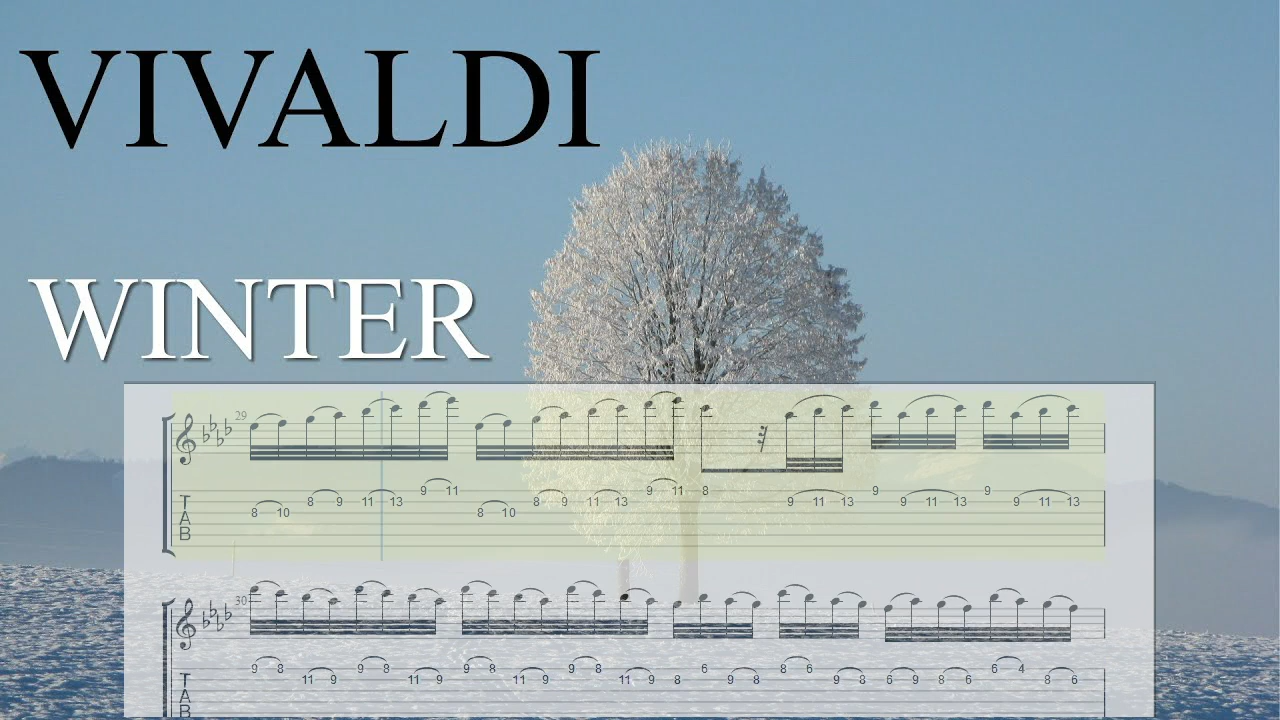 VIVALDI
WINTER
29
T
A
B
8 10 8 9 11 13 9 11 8 10 8 9 11 13 9 11 8 9 11 13 9 9 11 13 9 9 11 13
30
T
A
B
9 8 11 9 9 8 11 9 9 8 11 9 9 8 11 9 8 6 9 8 8 6 9 8 6 9 8 6 6 4 8 6